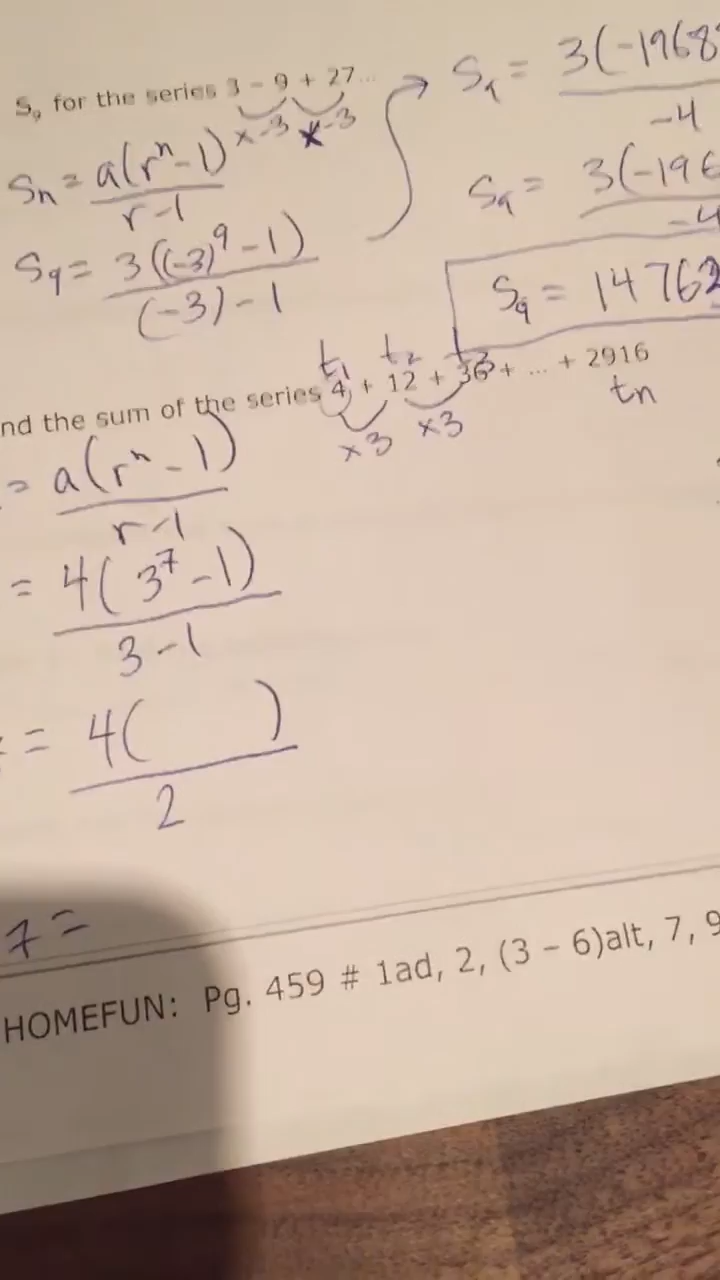 S₉ for the series 3 - 9 + 27...
x-3 x-3
Sn = a(rⁿ - 1)
r - 1
S₉ = 3((-3)⁹ - 1)
(-3) - 1
S₉ = 3(-1968
-4
S₉ = 3(-196
-4
S₉ = 14762
t₁ t₂ t₃
nd the sum of the series 4 + 12 + 36 + ... + 2916
x3 x3 tn
= a(rⁿ - 1)
r - 1
= 4(3⁷ - 1)
3 - 1
= 4( )
2
7 =
HOMEFUN: Pg. 459 # 1ad, 2, (3 – 6)alt, 7, 9